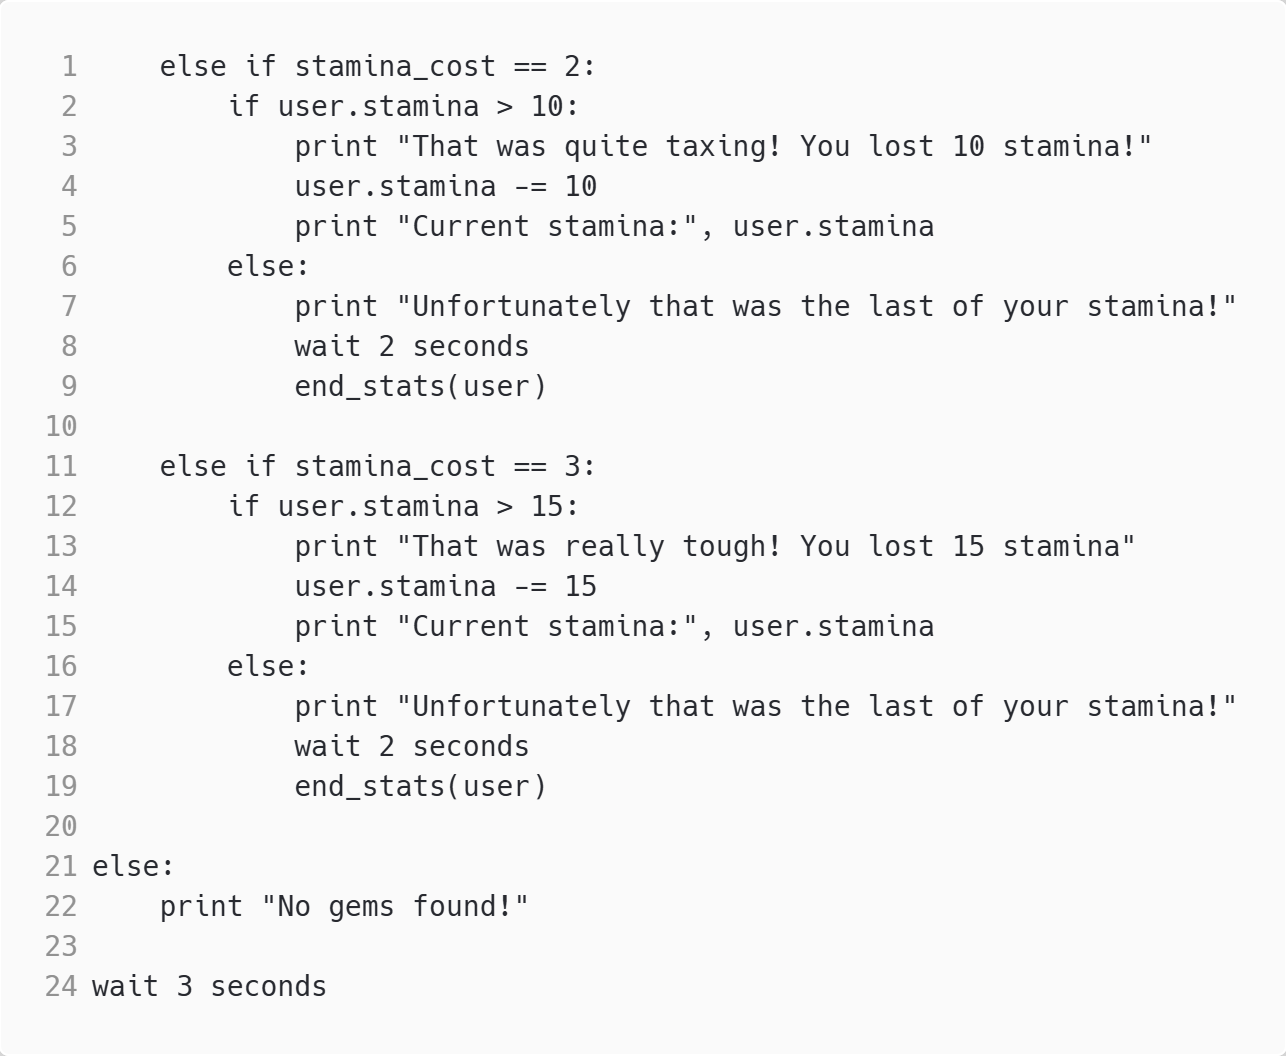 1     else if stamina_cost == 2:
2         if user.stamina > 10:
3             print "That was quite taxing! You lost 10 stamina!"
4             user.stamina -= 10
5             print "Current stamina:", user.stamina
6         else:
7             print "Unfortunately that was the last of your stamina!"
8             wait 2 seconds
9             end_stats(user)
10
11     else if stamina_cost == 3:
12         if user.stamina > 15:
13             print "That was really tough! You lost 15 stamina"
14             user.stamina -= 15
15             print "Current stamina:", user.stamina
16         else:
17             print "Unfortunately that was the last of your stamina!"
18             wait 2 seconds
19             end_stats(user)
20
21 else:
22     print "No gems found!"
23
24 wait 3 seconds